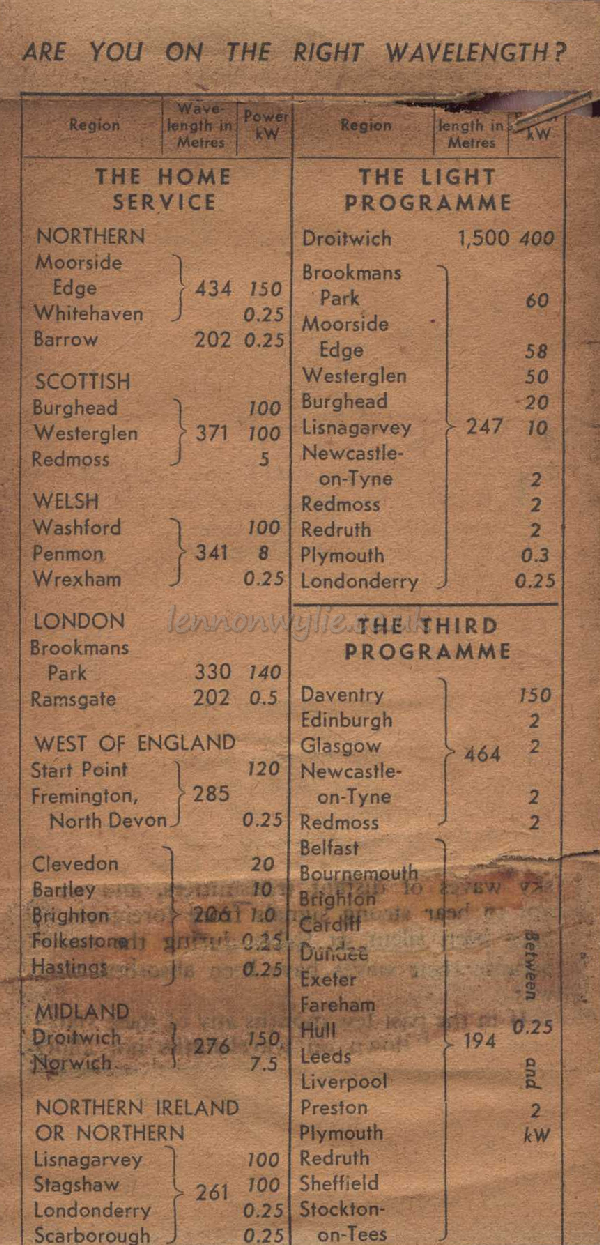 ARE YOU ON THE RIGHT WAVELENGTH?
Region
Wave-
length in
Metres
Power
kW
THE HOME
SERVICE
NORTHERN
Moorside
Edge 434 150
Whitehaven 0.25
Barrow 202 0.25
SCOTTISH
Burghead 100
Westerglen 371 100
Redmoss 5
WELSH
Washford 100
Penmon 341 8
Wrexham 0.25
LONDON
Brookmans
Park 330 140
Ramsgate 202 0.5
WEST OF ENGLAND
Start Point 120
Fremington, 285
North Devon 0.25
Clevedon 20
Bartley 10
Brighton 206 1.0
Folkestone 0.25
Hastings 0.25
MIDLAND
Droitwich 276 150
Norwich 7.5
NORTHERN IRELAND
OR NORTHERN
Lisnagarvey 100
Stagshaw 261 100
Londonderry 0.25
Scarborough 0.25
Region
length in
Metres
kW
THE LIGHT
PROGRAMME
Droitwich 1,500 400
Brookmans
Park 60
Moorside
Edge 58
Westerglen 50
Burghead 20
Lisnagarvey 247 10
Newcastle-
on-Tyne 2
Redmoss 2
Redruth 2
Plymouth 0.3
Londonderry 0.25
THE THIRD
PROGRAMME
Daventry 150
Edinburgh 2
Glasgow 464 2
Newcastle-
on-Tyne 2
Redmoss 2
Belfast
Bournemouth
Brighton
Cardiff
Dundee
Exeter Between
Fareham
Hull 0.25
Leeds 194
Liverpool and
Preston 2
Plymouth kW
Redruth
Sheffield
Stockton-
on-Tees